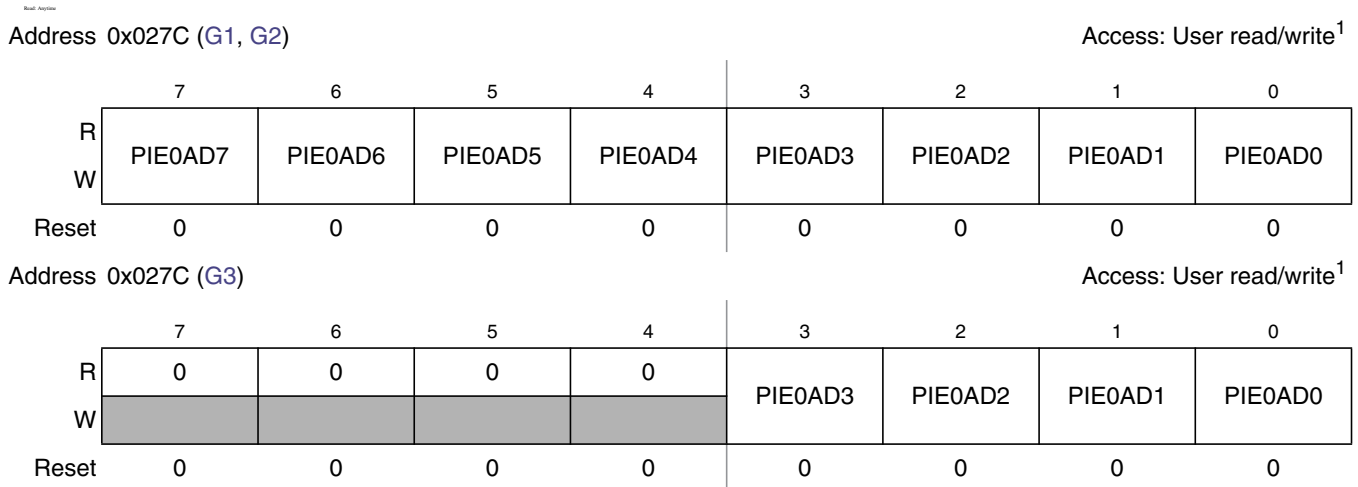 Read: Anytime
Address 0x027C (G1, G2) Access: User read/write1
7 6 5 4 3 2 1 0
R
W
PIE0AD7 PIE0AD6 PIE0AD5 PIE0AD4 PIE0AD3 PIE0AD2 PIE0AD1 PIE0AD0
Reset 0 0 0 0 0 0 0 0
Address 0x027C (G3) Access: User read/write1
7 6 5 4 3 2 1 0
R 0 0 0 0
PIE0AD3 PIE0AD2 PIE0AD1 PIE0AD0
W
Reset 0 0 0 0 0 0 0 0